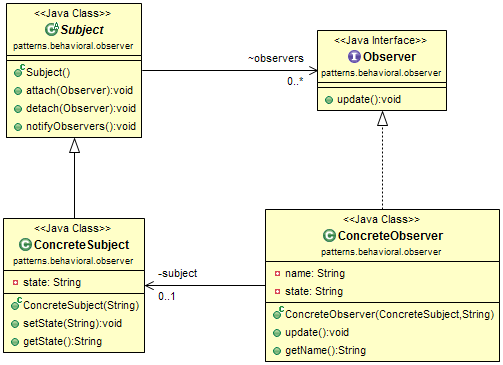 <<Java Class>>
Subject
patterns.behavioral.observer
Subject()
attach(Observer):void
detach(Observer):void
notifyObservers():void
~observers
0..*
<<Java Interface>>
Observer
patterns.behavioral.observer
update():void
<<Java Class>>
ConcreteSubject
patterns.behavioral.observer
state: String
ConcreteSubject(String)
setState(String):void
getState():String
-subject
0..1
<<Java Class>>
ConcreteObserver
patterns.behavioral.observer
name: String
state: String
ConcreteObserver(ConcreteSubject,String)
update():void
getName():String